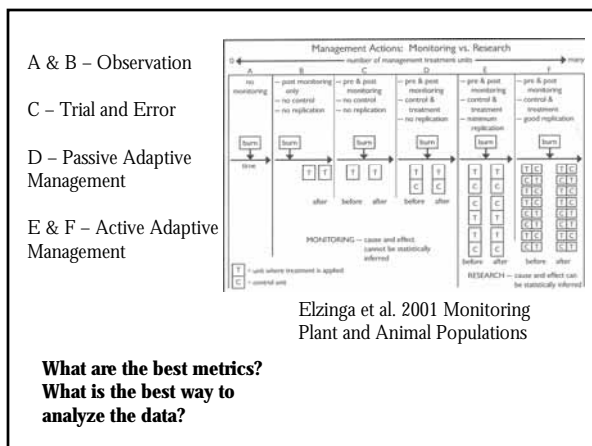 A & B – Observation
C – Trial and Error
D – Passive Adaptive
Management
E & F – Active Adaptive
Management
Management Actions: Monitoring vs. Research
0 number of management treatment units many
A B C D E F
no
monitoring
– post monitoring
only
– no control
– no replication
– pre & post
monitoring
– no control
– no replication
– pre & post
monitoring
– control &
treatment
– no replication
– pre & post
monitoring
– control &
treatment
– minimum
replication
– pre & post
monitoring
– control &
treatment
– good replication
burn burn burn burn burn burn
time
T T T T T T T T T C T C
C C C C C T C T
after before after before after
MONITORING — cause and effect
cannot be statistically
inferred
before after before after
T = unit where treatment is applied
C = control unit
RESEARCH — cause and effect can
be statistically inferred
Elzinga et al. 2001 Monitoring
Plant and Animal Populations
What are the best metrics?
What is the best way to
analyze the data?